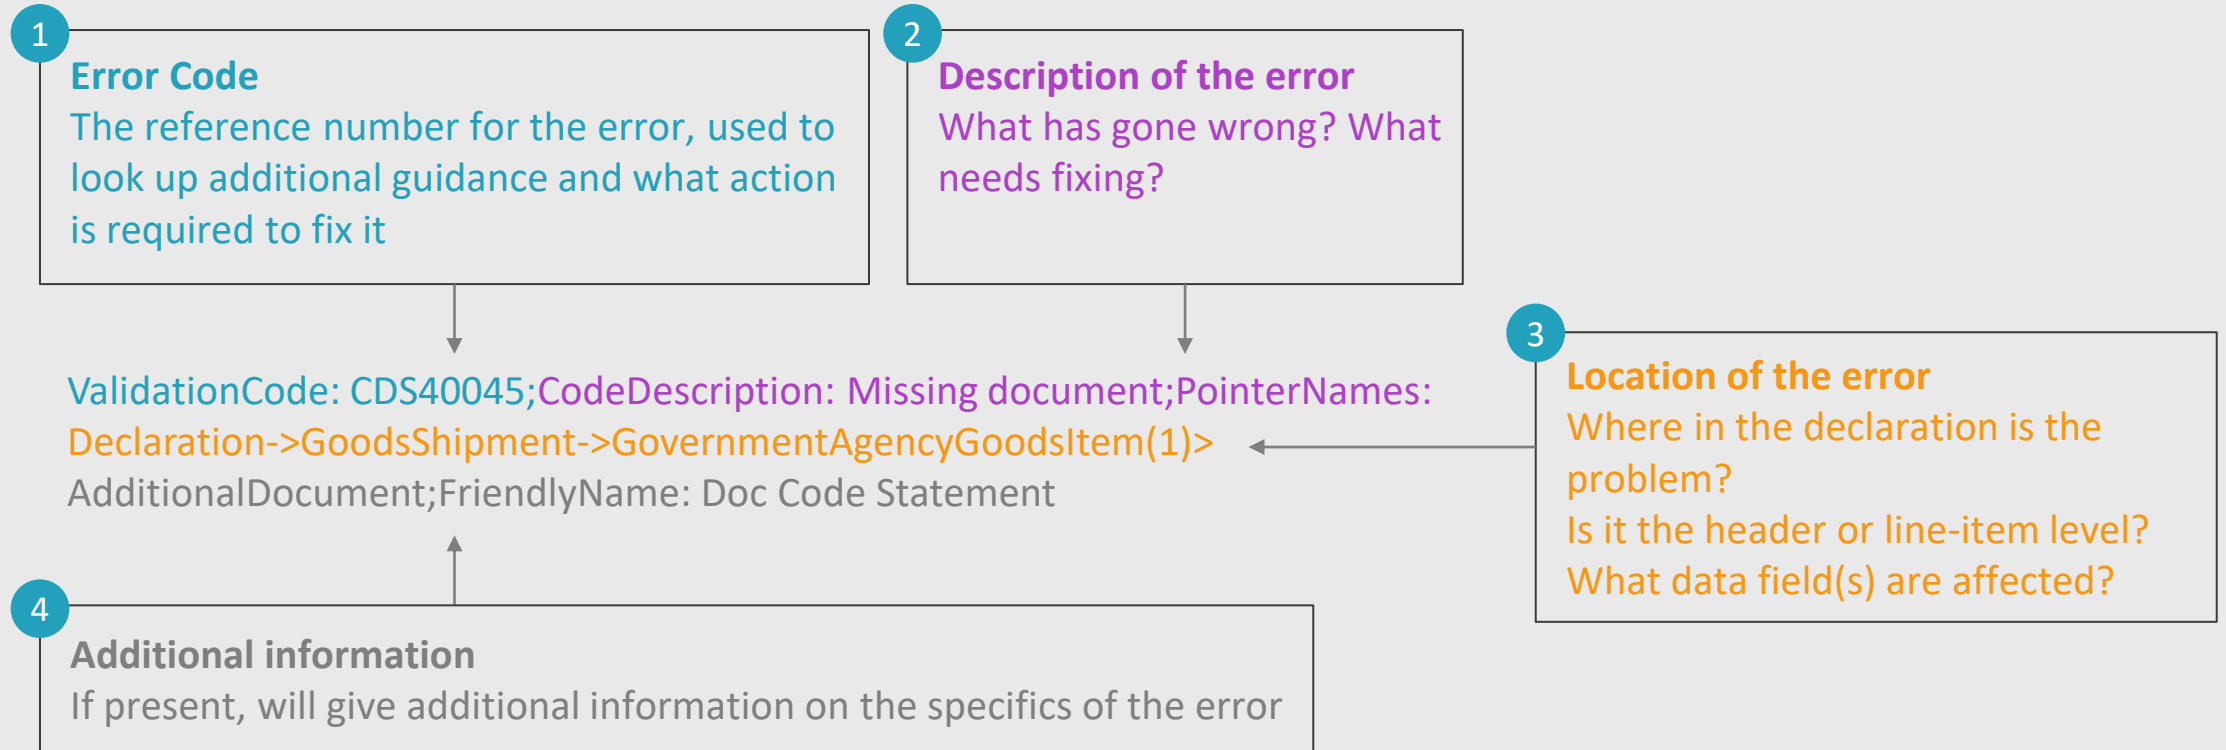 1
Error Code
The reference number for the error, used to
look up additional guidance and what action
is required to fix it
2
Description of the error
What has gone wrong? What
needs fixing?
ValidationCode: CDS40045;CodeDescription: Missing document;PointerNames:
Declaration->GoodsShipment->GovernmentAgencyGoodsItem(1)>
AdditionalDocument;FriendlyName: Doc Code Statement
3
Location of the error
Where in the declaration is the
problem?
Is it the header or line-item level?
What data field(s) are affected?
4
Additional information
If present, will give additional information on the specifics of the error